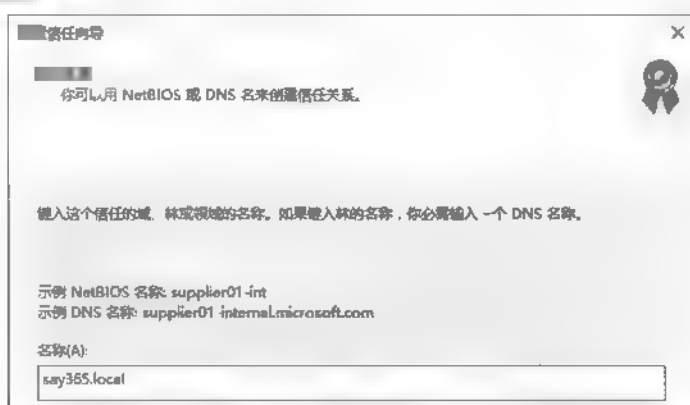 信任向导
你可以用 NetBIOS 或 DNS 名来创建信任关系。
键入这个信任的域、林或领域的名称。如果键入林的名称，你必需输入一个 DNS 名称。
示例 NetBIOS 名称: supplier01-int
示例 DNS 名称: supplier01-internal.microsoft.com
名称(A):
say365.local